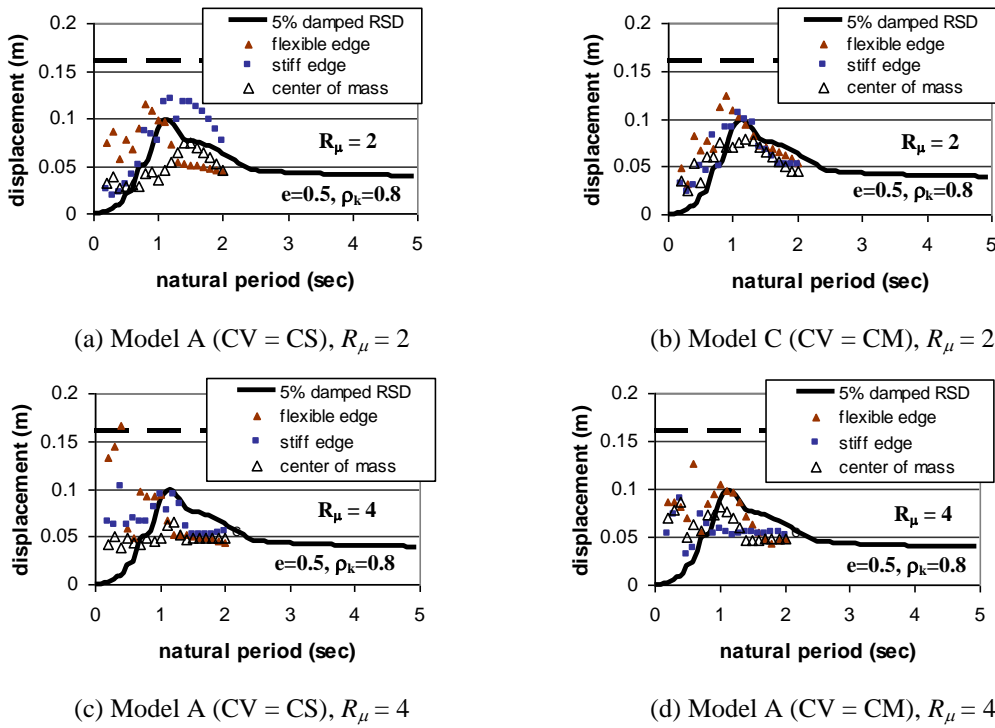 displacement (m)
0.2
0.15
0.1
0.05
0
5% damped RSD
flexible edge
stiff edge
center of mass
Rμ = 2
e=0.5, ρk=0.8
0 1 2 3 4 5
natural period (sec)
(a) Model A (CV = CS), Rμ = 2
displacement (m)
0.2
0.15
0.1
0.05
0
5% damped RSD
flexible edge
stiff edge
center of mass
Rμ = 2
e=0.5, ρk=0.8
0 1 2 3 4 5
natural period (sec)
(b) Model C (CV = CM), Rμ = 2
displacement (m)
0.2
0.15
0.1
0.05
0
5% damped RSD
flexible edge
stiff edge
center of mass
Rμ = 4
e=0.5, ρk=0.8
0 1 2 3 4 5
natural period (sec)
(c) Model A (CV = CS), Rμ = 4
displacement (m)
0.2
0.15
0.1
0.05
0
5% damped RSD
flexible edge
stiff edge
center of mass
Rμ = 4
e=0.5, ρk=0.8
0 1 2 3 4 5
natural period (sec)
(d) Model A (CV = CM), Rμ = 4